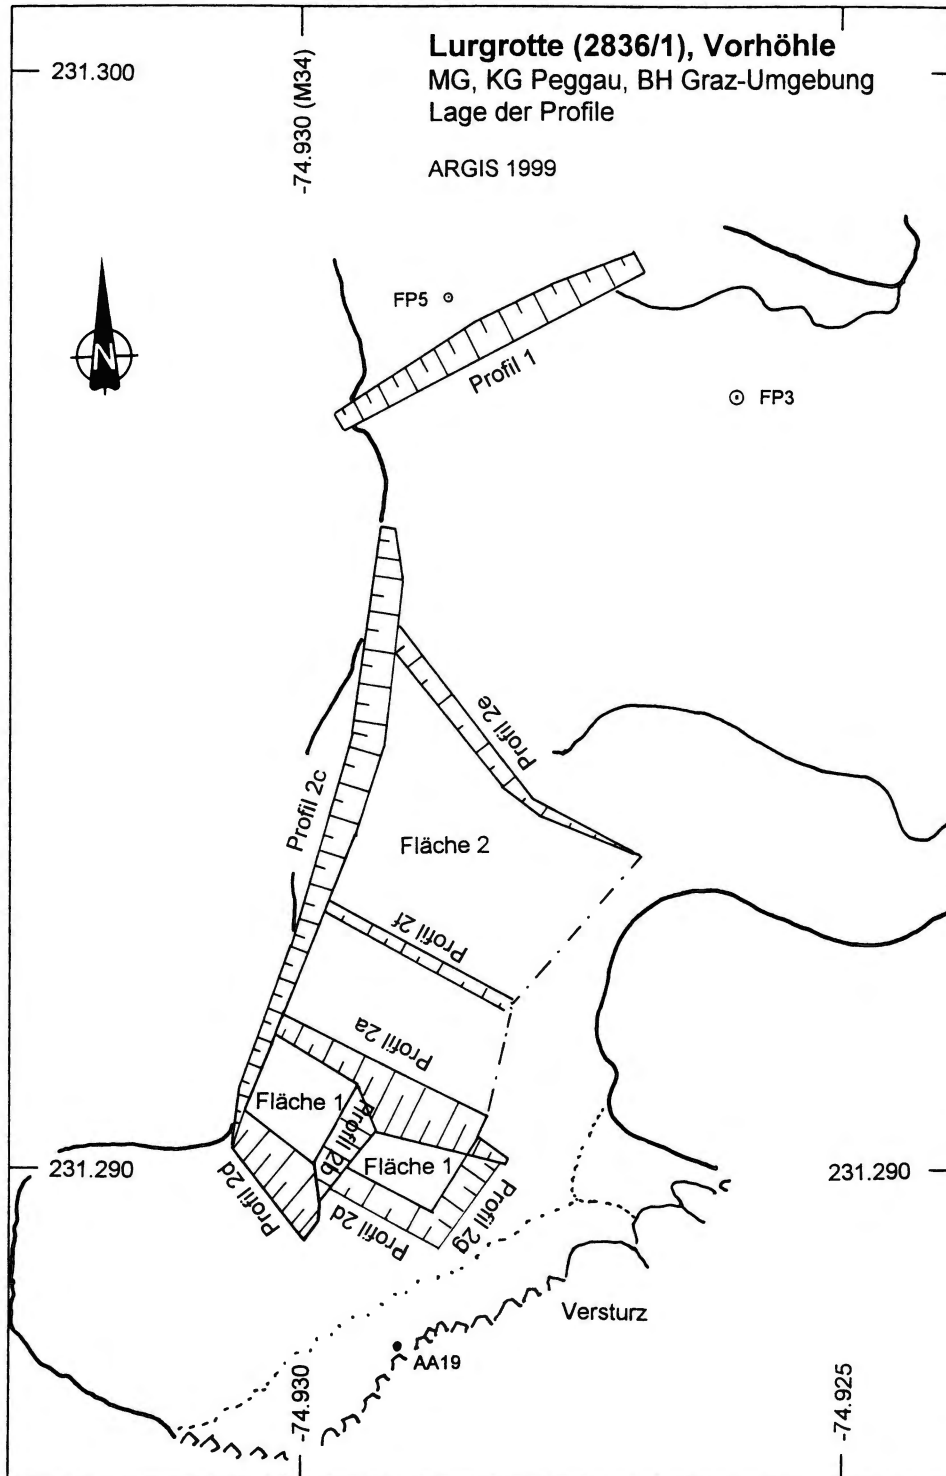 Lurgrotte (2836/1), Vorhöhle
MG, KG Peggau, BH Graz-Umgebung
Lage der Profile
ARGIS 1999
231.300
-74.930 (M34)
N
FP5
Profil 1
FP3
Profil 2e
Profil 2c
Fläche 2
Profil 2f
Profil 2a
Fläche 1
Profil 2b
Fläche 1
231.290
231.290
Profil 2d
Profil 2d
Profil 2g
Versturz
AA19
-74.930
-74.925